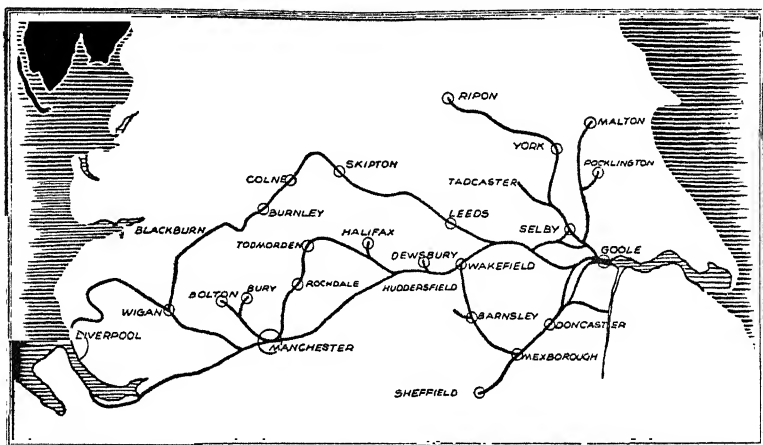 RIPON
MALTON
YORK
POCKLINGTON
SKIPTON
COLNE
TADCASTER
BURNLEY
LEEDS
SELBY
BLACKBURN
HALIFAX
TODMORDEN
DEWSBURY
GOOLE
WAKEFIELD
HUDDERSFIELD
ROCHDALE
BURY
BOLTON
WIGAN
BARNSLEY
DONCASTER
LIVERPOOL
MANCHESTER
MEXBOROUGH
SHEFFIELD